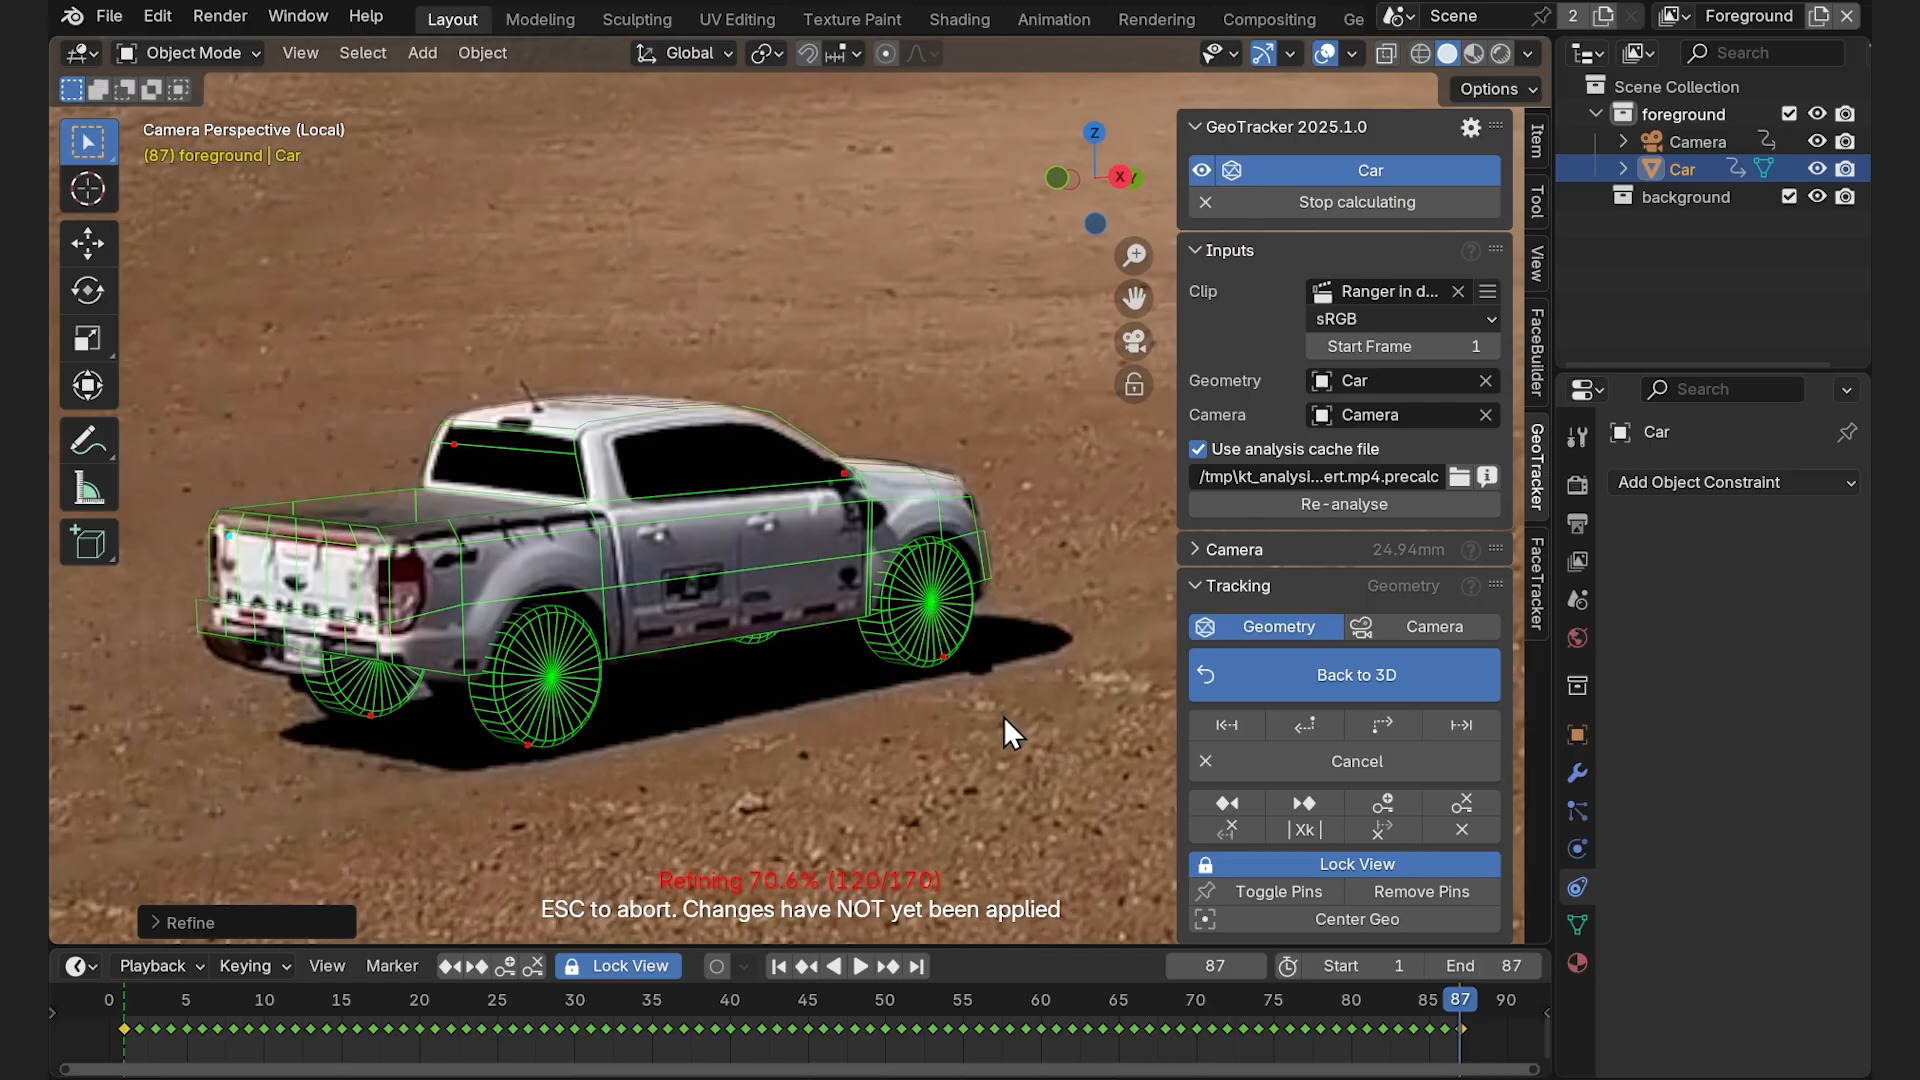 File Edit Render Window Help
Layout Modeling Sculpting UV Editing Texture Paint Shading Animation Rendering Compositing Ge
Scene 2 Foreground
Object Mode View Select Add Object Global
Search
Options
Camera Perspective (Local)
(87) foreground | Car
Z
X Y
GeoTracker 2025.1.0
Car
Stop calculating
Inputs
Clip Ranger in d...
sRGB
Start Frame 1
Geometry Car
Camera Camera
Use analysis cache file
/tmp\kt_analysi...ert.mp4.precalc
Re-analyse
Camera 24.94mm
Tracking Geometry
Geometry Camera
Back to 3D
Cancel
|Xk|
Lock View
Toggle Pins Remove Pins
Center Geo
Item
Tool
View
FaceBuilder
GeoTracker
FaceTracker
Scene Collection
foreground
Camera
Car
background
Search
Car
Add Object Constraint
RANGER
Refining 70.6% (120/170)
ESC to abort. Changes have NOT yet been applied
Refine
Playback Keying View Marker Lock View 87 Start 1 End 87
0 5 10 15 20 25 30 35 40 45 50 55 60 65 70 75 80 85 87 90